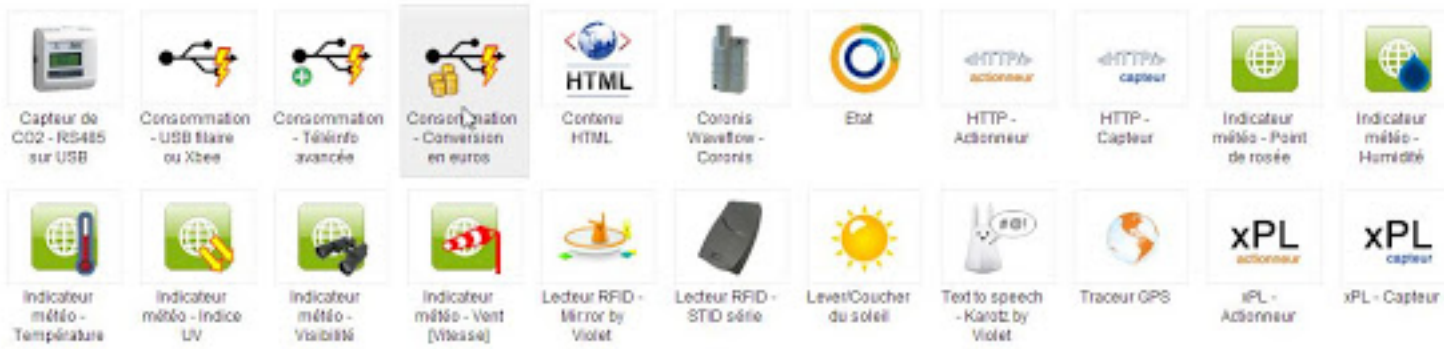 HTML
HTTP
actionneur
HTTP
capteur
Capteur de
CO2 - RS485
sur USB
Consommation
- USB filaire
ou Xbee
Consommation
- Téléinfo
avancée
Consommation
- Conversion
en euros
Contenu
HTML
Coronis
Waveflow -
Coronis
Etat
HTTP -
Actionneur
HTTP -
Capteur
Indicateur
météo - Point
de rosée
Indicateur
météo -
Humidité
#@!
xPL
actionneur
xPL
capteur
Indicateur
météo -
Température
Indicateur
météo - Indice
UV
Indicateur
météo -
Visibilité
Indicateur
météo - Vent
[Vitesse]
Lecteur RFID -
Mir:ror by
Violet
Lecteur RFID -
STID série
Lever/Coucher
du soleil
Text to speech
- Karotz by
Violet
Traceur GPS
xPL -
Actionneur
xPL - Capteur